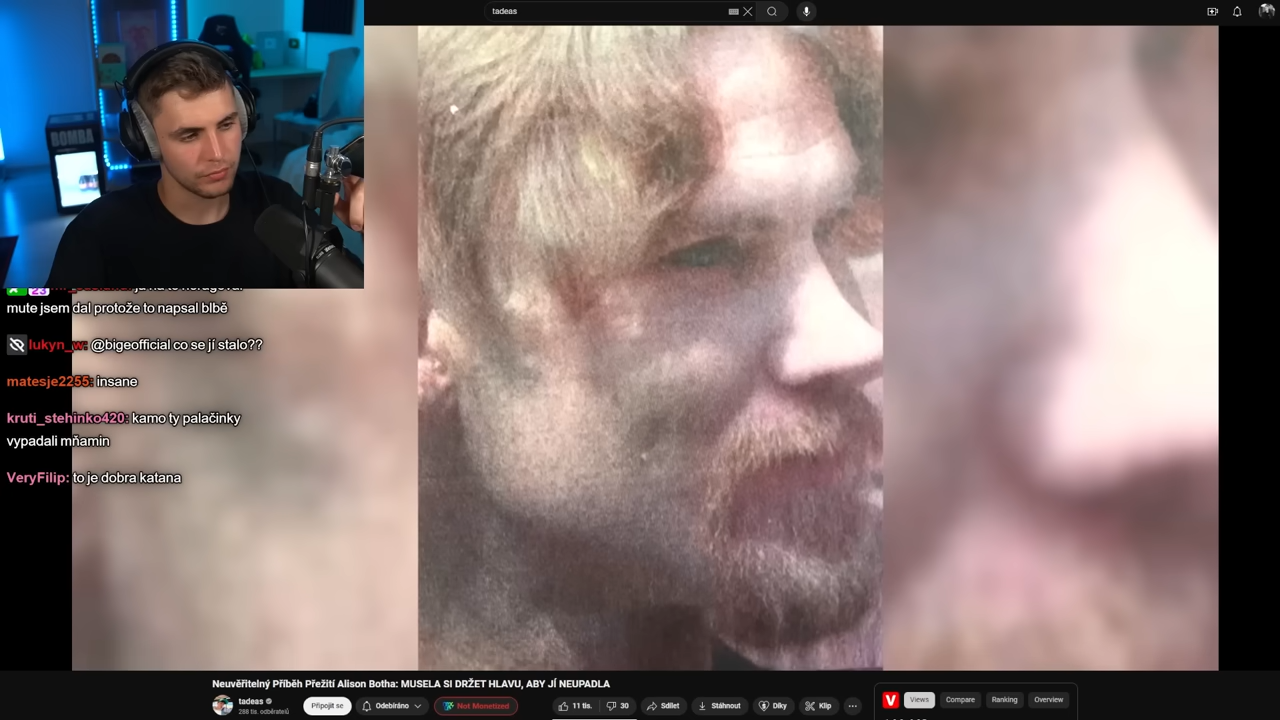 tadeas
BOMBA
mute jsem dal protože to napsal blbě
lukyn_w: @bigeofficial co se jí stalo??
matesje2255: insane
kruti_stehinko420: kamo ty palačinky
vypadali mňamin
VeryFilip: to je dobra katana
Neuvěřitelný Příběh Přežití Alison Botha: MUSELA SI DRŽET HLAVU, ABY JÍ NEUPADLA
tadeas
288 tis. odběratelů
Připojit se
Odebíráno
Not Monetized
11 tis.
30
Sdílet
Stáhnout
Díky
Klip
V
Views
Compare
Ranking
Overview